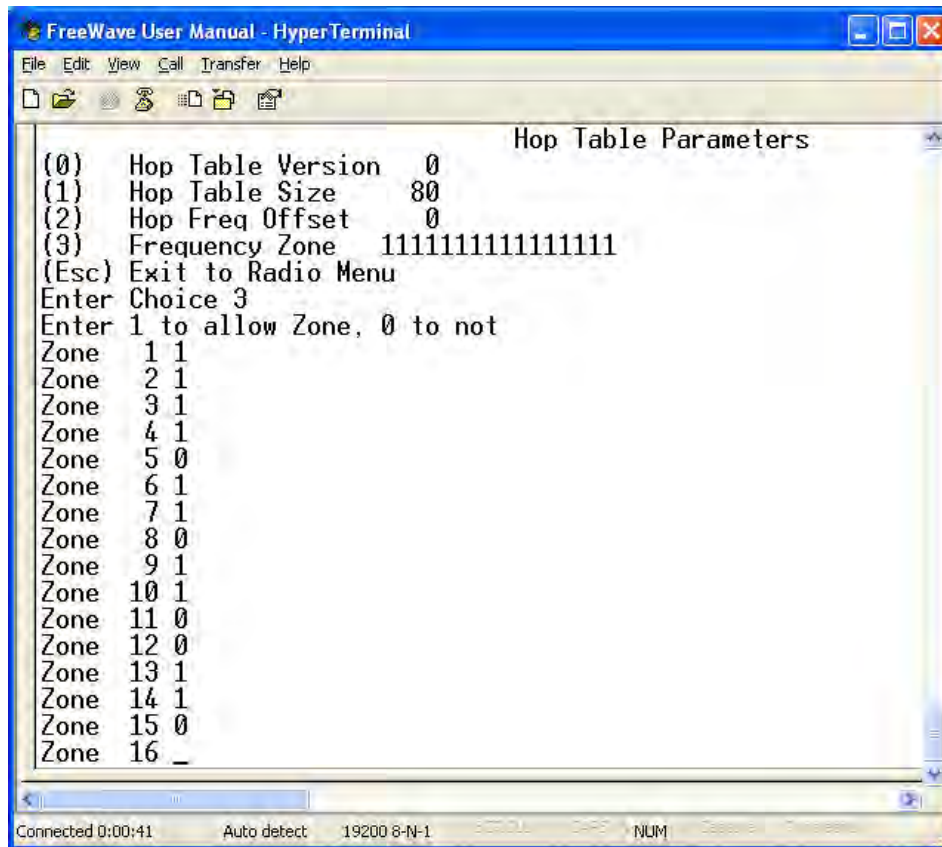 FreeWave User Manual - HyperTerminal
File Edit View Call Transfer Help
Hop Table Parameters
(0) Hop Table Version 0
(1) Hop Table Size 80
(2) Hop Freq Offset 0
(3) Frequency Zone 1111111111111111
(Esc) Exit to Radio Menu
Enter Choice 3
Enter 1 to allow Zone, 0 to not
Zone 1 1
Zone 2 1
Zone 3 1
Zone 4 1
Zone 5 0
Zone 6 1
Zone 7 1
Zone 8 0
Zone 9 1
Zone 10 1
Zone 11 0
Zone 12 0
Zone 13 1
Zone 14 1
Zone 15 0
Zone 16 _
Connected 0:00:41 Auto detect 19200 8-N-1 NUM